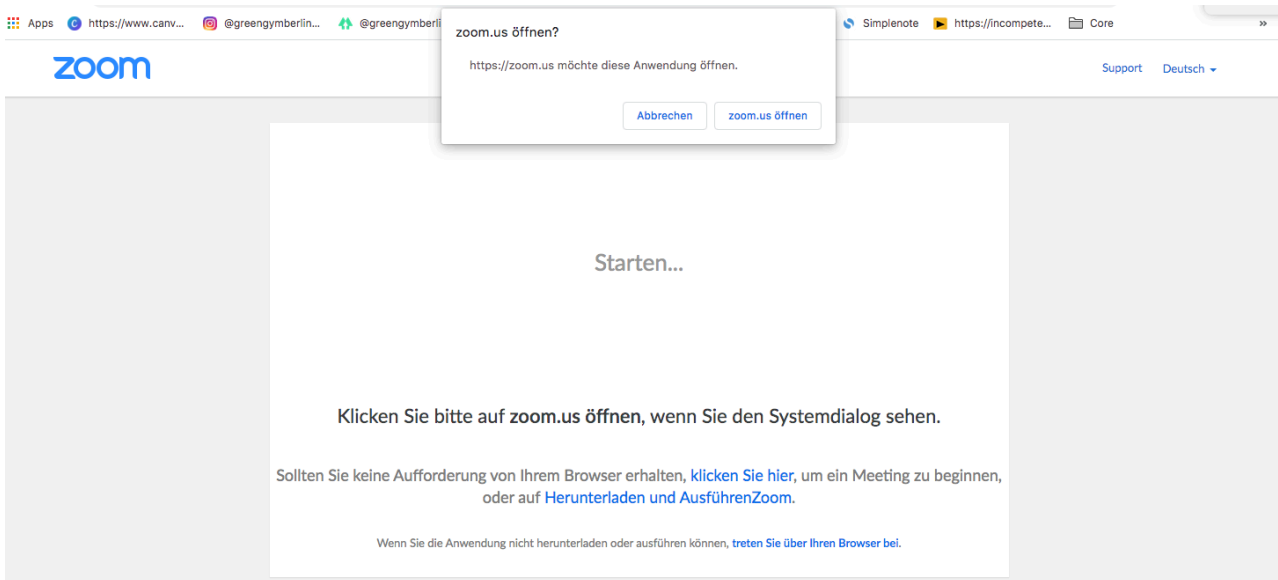 Apps https://www.canv... @greengymberlin... @greengymberli Simplenote https://incompete... Core »
zoom.us öffnen?
https://zoom.us möchte diese Anwendung öffnen.
Abbrechen zoom.us öffnen
zoom Support Deutsch
Starten...
Klicken Sie bitte auf zoom.us öffnen, wenn Sie den Systemdialog sehen.
Sollten Sie keine Aufforderung von Ihrem Browser erhalten, klicken Sie hier, um ein Meeting zu beginnen,
oder auf Herunterladen und AusführenZoom.
Wenn Sie die Anwendung nicht herunterladen oder ausführen können, treten Sie über Ihren Browser bei.